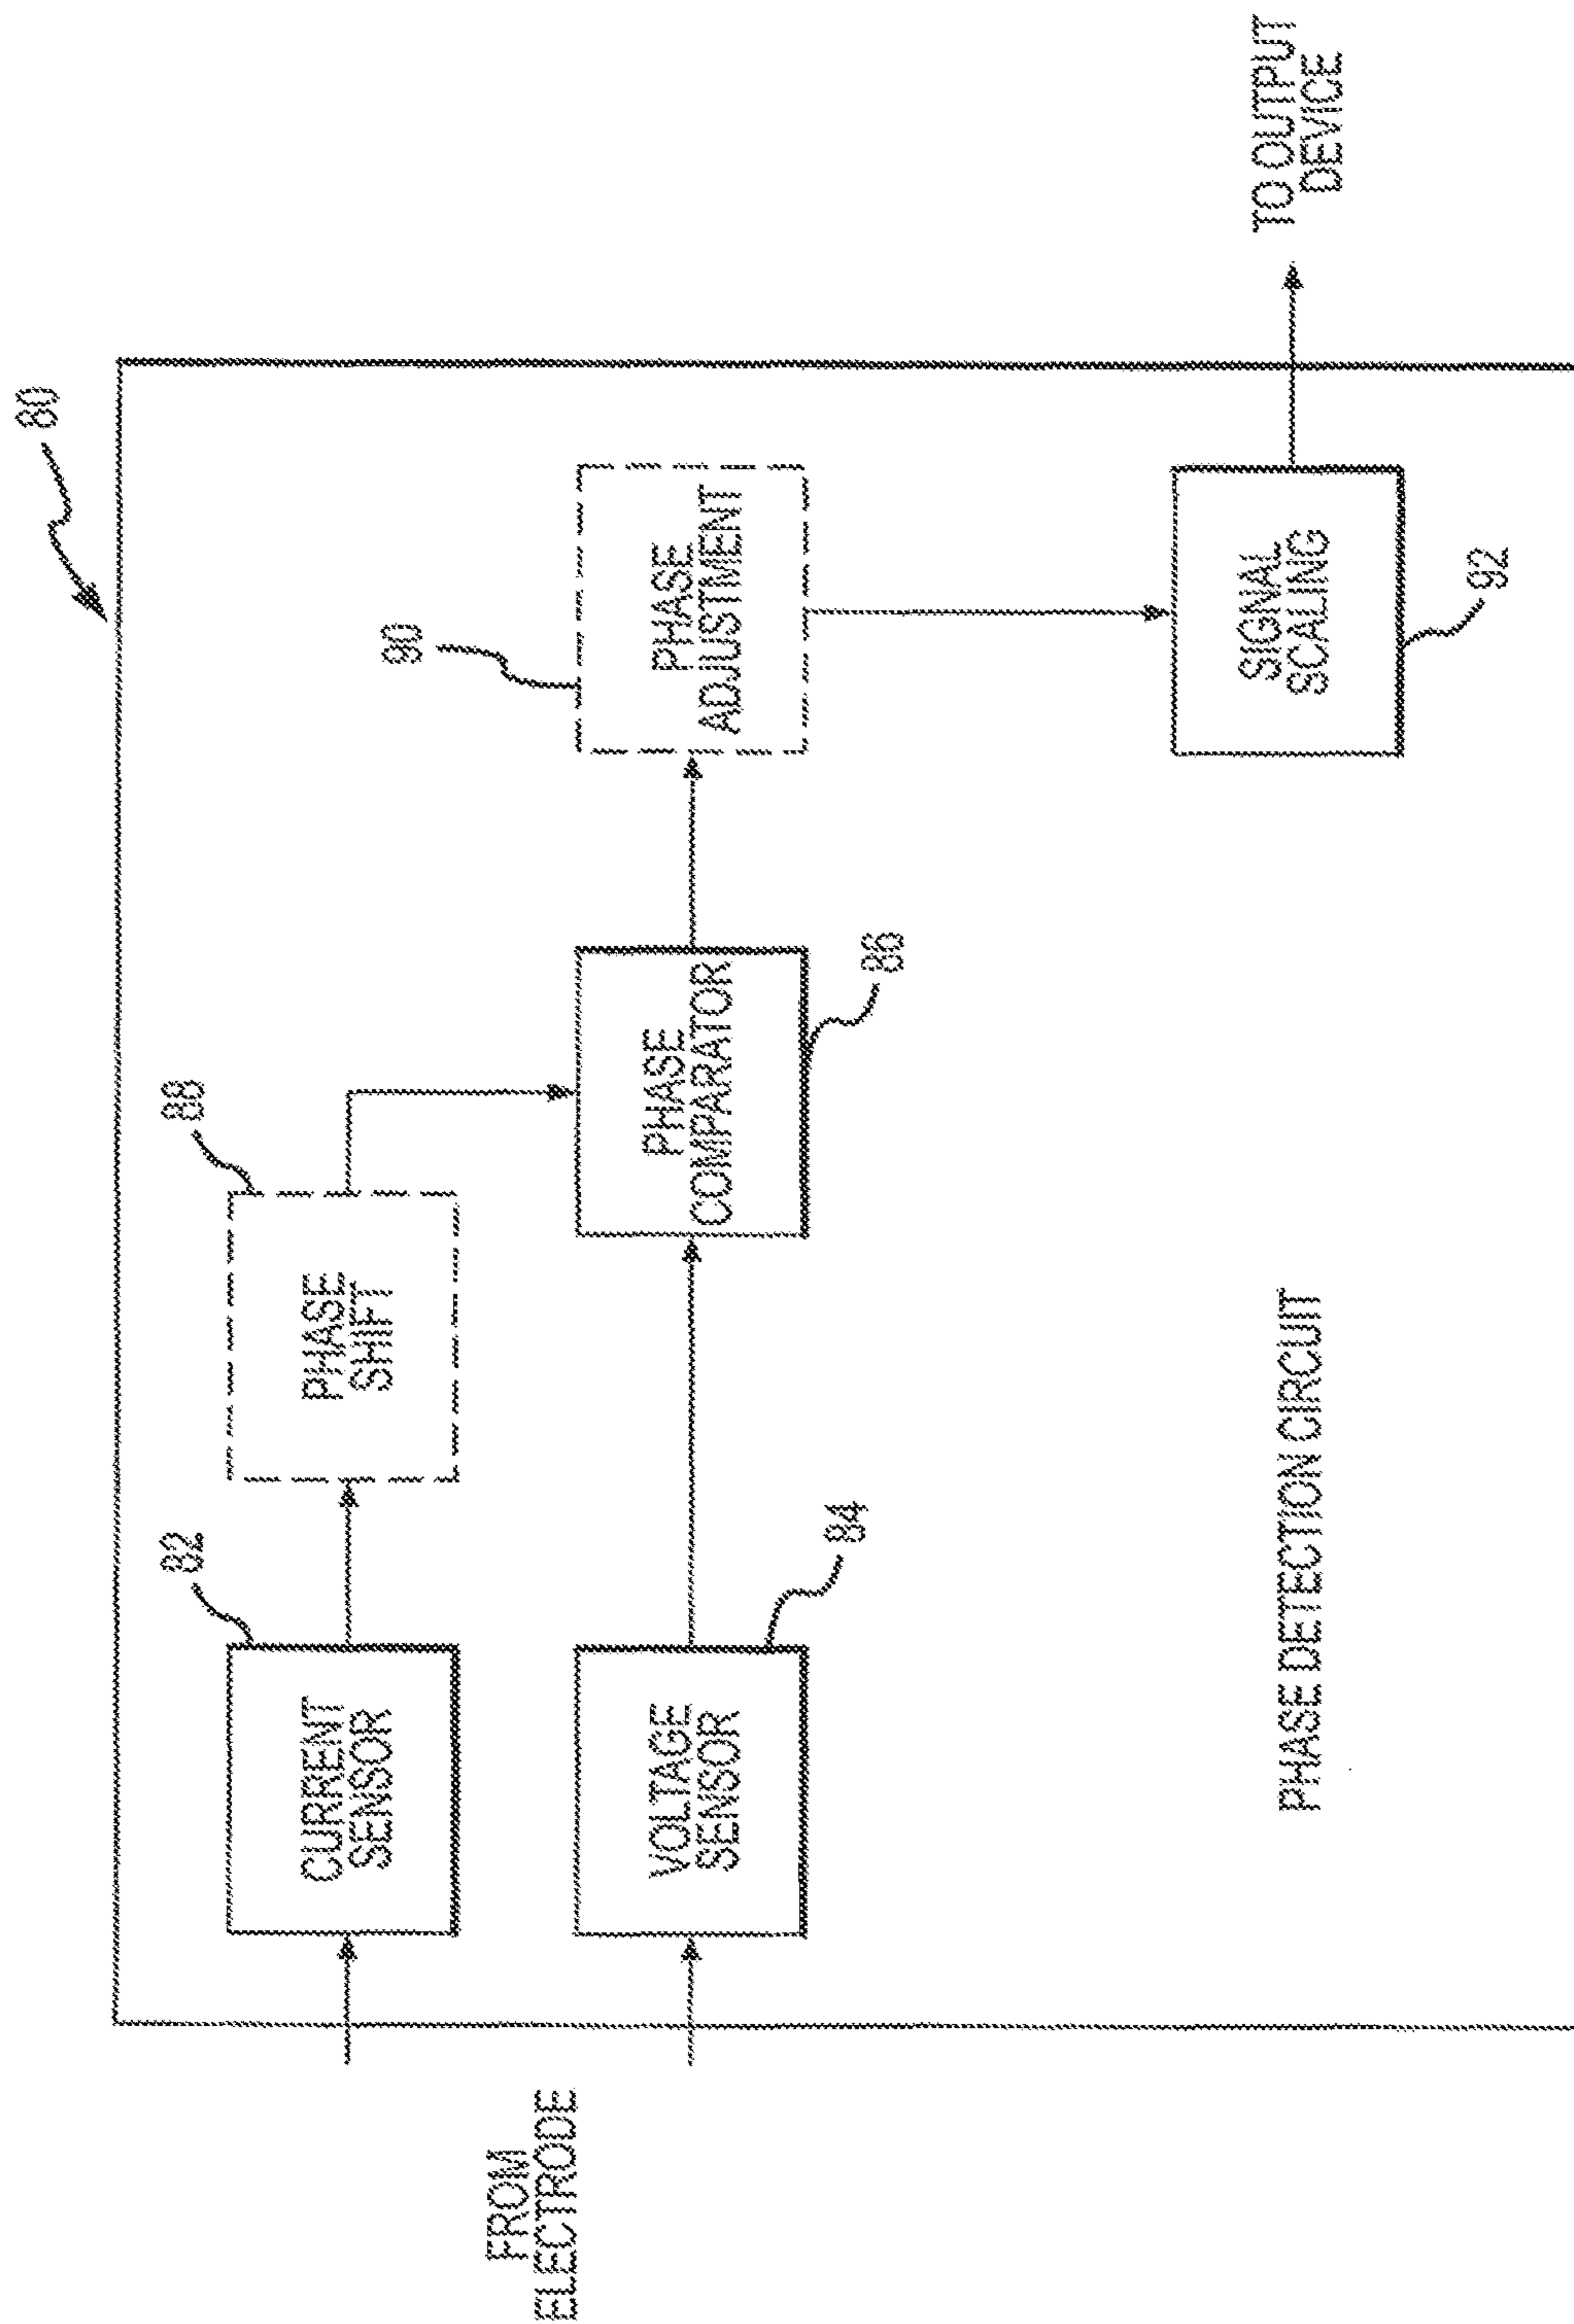 80
82
CURRENT
SENSOR
88
PHASE
SHIFT
FROM
ELECTRODE
VOLTAGE
SENSOR
84
PHASE
COMPARATOR
86
90
PHASE
ADJUSTMENT
SIGNAL
SCALING
92
TO OUTPUT
DEVICE
PHASE DETECTION CIRCUIT